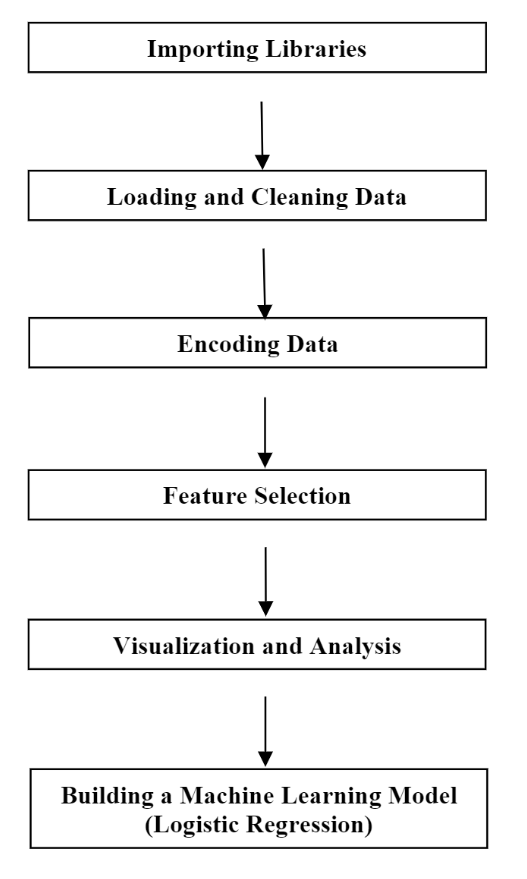 Importing Libraries
Loading and Cleaning Data
Encoding Data
Feature Selection
Visualization and Analysis
Building a Machine Learning Model
(Logistic Regression)